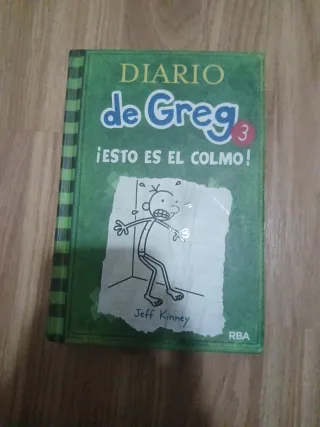 DIARIO
de Greg 3
¡ESTO ES EL COLMO!
Jeff Kinney
RBA